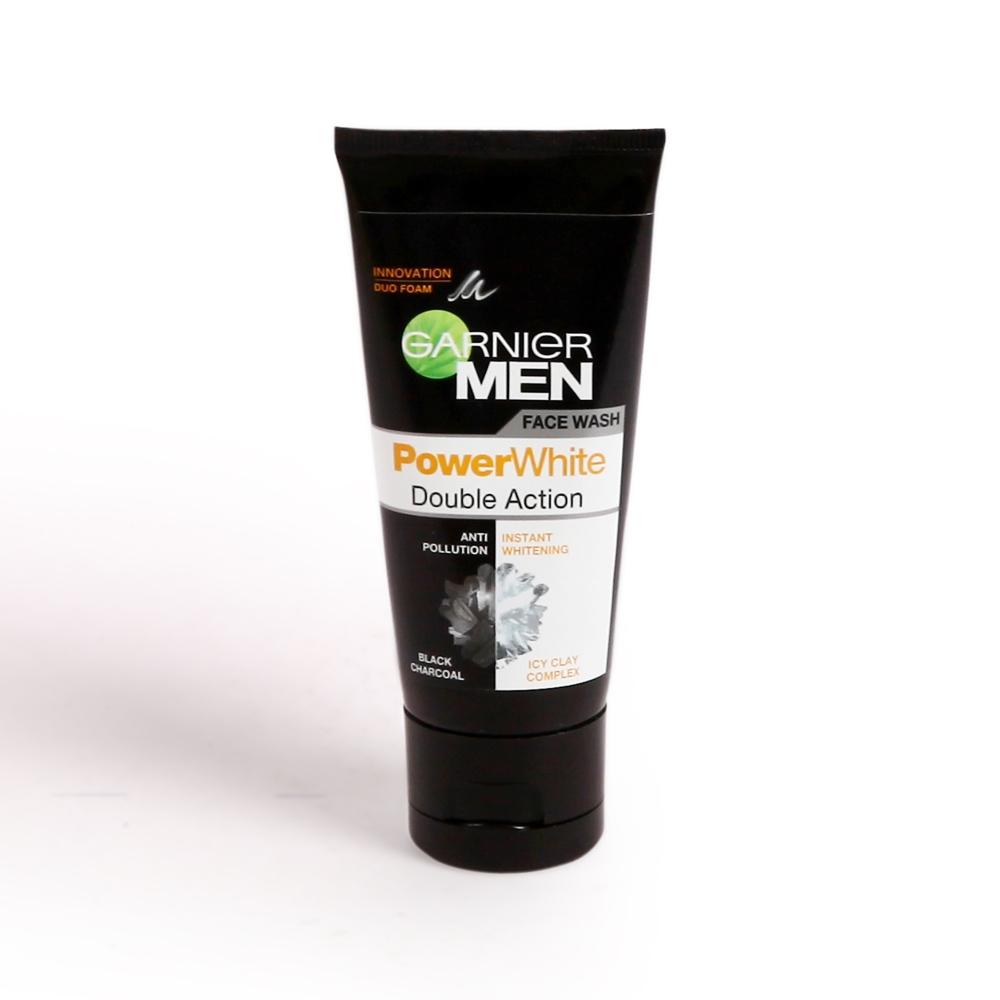 INNOVATION
DUO FOAM
GARNIER
MEN
FACE WASH
PowerWhite
Double Action
ANTI
POLLUTION
INSTANT
WHITENING
BLACK
CHARCOAL
ICY CLAY
COMPLEX